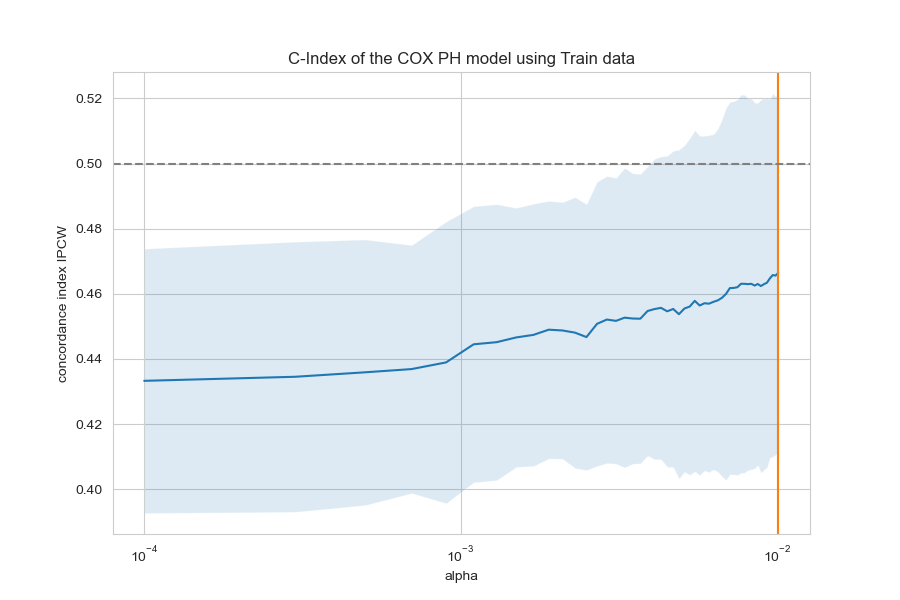 C-Index of the COX PH model using Train data
concordance index IPCW
0.52
0.50
0.48
0.46
0.44
0.42
0.40
10⁻⁴ 10⁻³ 10⁻²
alpha